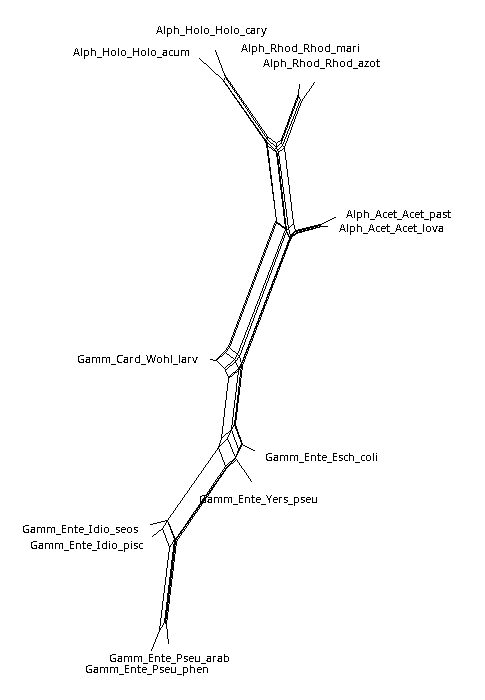 Alph_Holo_Holo_cary
Alph_Holo_Holo_acum
Alph_Rhod_Rhod_mari
Alph_Rhod_Rhod_azot
Alph_Acet_Acet_past
Alph_Acet_Acet_lova
Gamm_Card_Wohl_larv
Gamm_Ente_Esch_coli
Gamm_Ente_Yers_pseu
Gamm_Ente_Idio_seos
Gamm_Ente_Idio_pisc
Gamm_Ente_Pseu_arab
Gamm_Ente_Pseu_phen